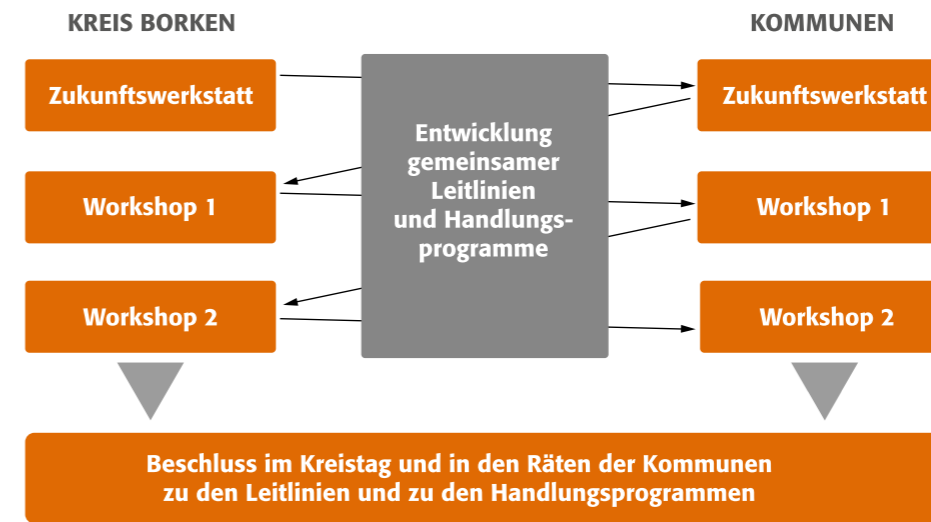 KREIS BORKEN
KOMMUNEN
Zukunftswerkstatt
Zukunftswerkstatt
Entwicklung
gemeinsamer
Leitlinien
und Handlungs-
programme
Workshop 1
Workshop 1
Workshop 2
Workshop 2
Beschluss im Kreistag und in den Räten der Kommunen
zu den Leitlinien und zu den Handlungsprogrammen